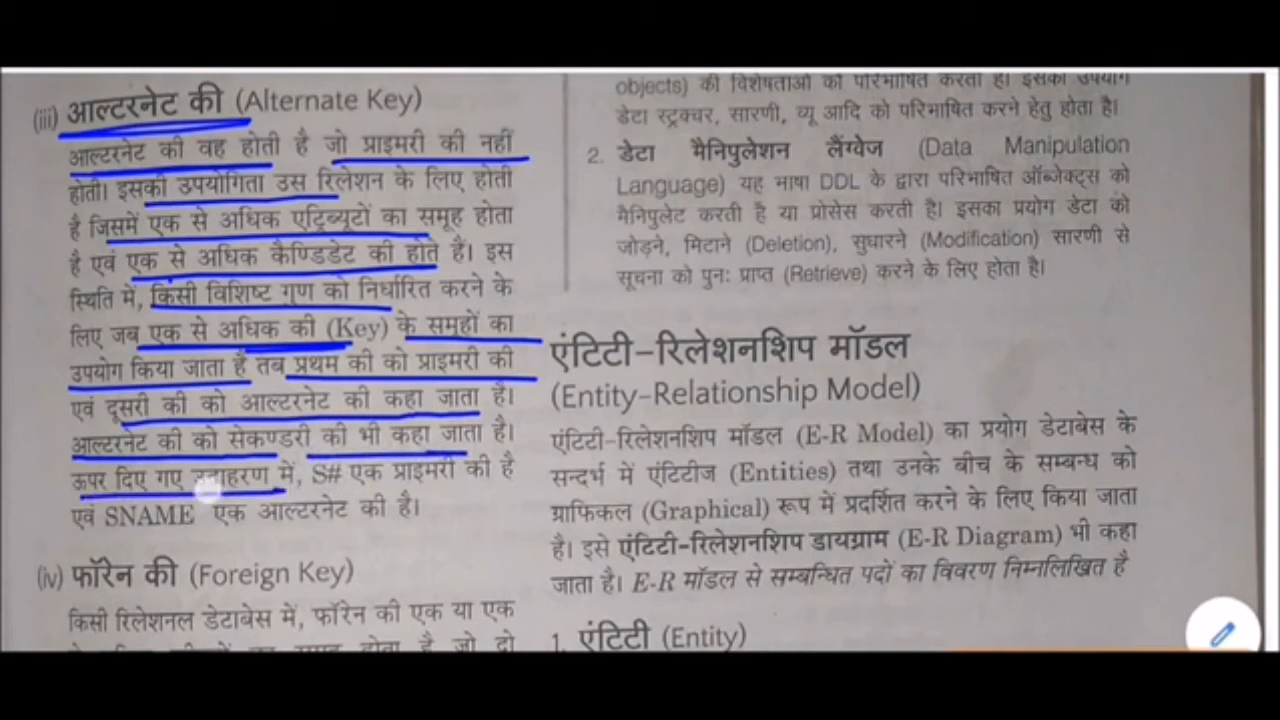 (iii) आल्टरनेट की (Alternate Key)
आल्टरनेट की वह होती है जो प्राइमरी की नहीं
होती। इसकी उपयोगिता उस रिलेशन के लिए होती
है जिसमें एक से अधिक एट्रिब्यूटों का समूह होता
है एवं एक से अधिक कैण्डिडेट की होते हैं। इस
स्थिति में, किसी विशिष्ट गुण को निर्धारित करने के
लिए जब एक से अधिक की (Key) के समूहों का
उपयोग किया जाता है तब प्रथम की को प्राइमरी की
एवं दूसरी की को आल्टरनेट की कहा जाता है।
आल्टरनेट की को सेकण्डरी की भी कहा जाता है।
ऊपर दिए गए उदाहरण में, S# एक प्राइमरी की है
एवं SNAME एक आल्टरनेट की है।
(iv) फॉरेन की (Foreign Key)
किसी रिलेशनल डेटाबेस में, फॉरेन की एक या एक
होता है जो दो
objects) की विशेषताओं को परिभाषित करता है। इसका उपयोग
डेटा स्ट्रक्चर, सारणी, व्यू आदि को परिभाषित करने हेतु होता है।
2. डेटा मैनिपुलेशन लैंग्वेज (Data Manipulation
Language) यह भाषा DDL के द्वारा परिभाषित ऑब्जेक्ट्स को
मैनिपुलेट करती है या प्रोसेस करती है। इसका प्रयोग डेटा को
जोड़ने, मिटाने (Deletion), सुधारने (Modification) सारणी से
सूचना को पुनः प्राप्त (Retrieve) करने के लिए होता है।
एंटिटी-रिलेशनशिप मॉडल
(Entity-Relationship Model)
एंटिटी-रिलेशनशिप मॉडल (E-R Model) का प्रयोग डेटाबेस के
सन्दर्भ में एंटिटीज (Entities) तथा उनके बीच के सम्बन्ध को
ग्राफिकल (Graphical) रूप में प्रदर्शित करने के लिए किया जाता
है। इसे एंटिटी-रिलेशनशिप डायग्राम (E-R Diagram) भी कहा
जाता है। E-R मॉडल से सम्बन्धित पदों का विवरण निम्नलिखित है
1. एंटिटी (Entity)